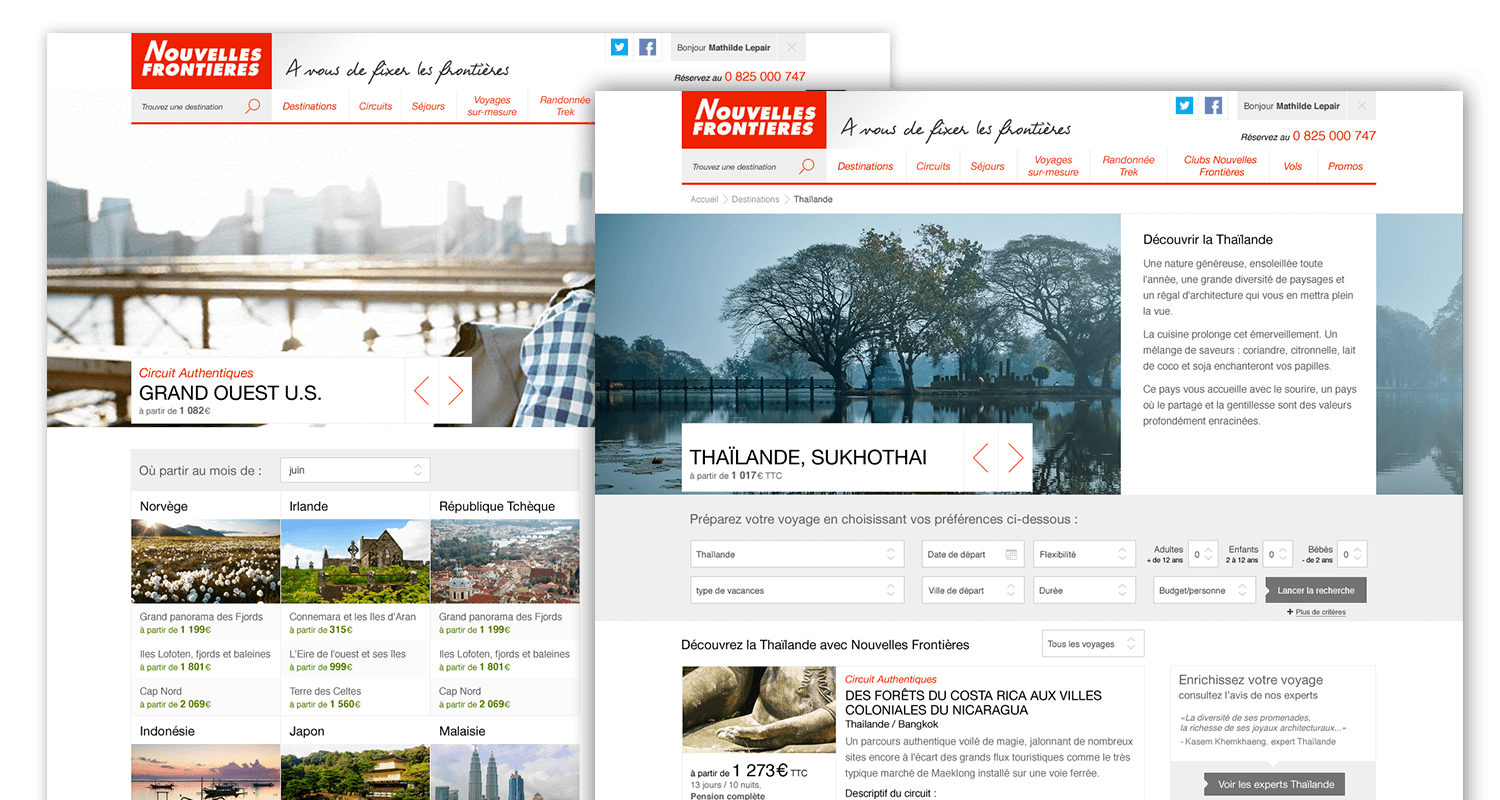 NOUVELLES
FRONTIERES
A vous de fixer les frontières
Bonjour Mathilde Lepair
Réservez au 0 825 000 747
Trouvez une destination
Destinations
Circuits
Séjours
Voyages
sur-mesure
Randonnée
Trek
Circuit Authentiques
GRAND OUEST U.S.
à partir de 1 082€
Où partir au mois de :
juin
Norvège
Irlande
République Tchèque
Grand panorama des Fjords
à partir de 1 199€
Connemara et les îles d'Aran
à partir de 315€
Grand panorama des Fjords
à partir de 1 199€
Iles Lofoten, fjords et baleines
à partir de 1 801€
L'Eire de l'ouest et ses îles
à partir de 999€
Iles Lofoten, fjords et baleines
à partir de 1 801€
Cap Nord
à partir de 2 069€
Terre des Celtes
à partir de 1 560€
Cap Nord
à partir de 2 069€
Indonésie
Japon
Malaisie
NOUVELLES
FRONTIERES
A vous de fixer les frontières
Bonjour Mathilde Lepair
Réservez au 0 825 000 747
Trouvez une destination
Destinations
Circuits
Séjours
Voyages
sur-mesure
Randonnée
Trek
Clubs Nouvelles
Frontières
Vols
Promos
Accueil
Destinations
Thaïlande
Découvrir la Thaïlande
Une nature généreuse, ensoleillée toute
l'année, une grande diversité de paysages et
un régal d'architecture qui vous en mettra plein
la vue.
La cuisine prolonge cet émerveillement. Un
mélange de saveurs : coriandre, citronnelle, lait
de coco et soja enchanteront vos papilles.
Ce pays vous accueille avec le sourire, un pays
où le partage et la gentillesse sont des valeurs
profondément enracinées.
THAÏLANDE, SUKHOTHAI
à partir de 1 017€ TTC
Préparez votre voyage en choisissant vos préférences ci-dessous :
Thaïlande
Date de départ
Flexibilité
Adultes
+ de 12 ans
0
Enfants
2 à 12 ans
0
Bébés
- de 2 ans
0
type de vacances
Ville de départ
Durée
Budget/personne
Lancer la recherche
+ Plus de critères
Découvrez la Thaïlande avec Nouvelles Frontières
Tous les voyages
Circuit Authentiques
DES FORÊTS DU COSTA RICA AUX VILLES
COLONIALES DU NICARAGUA
Thailande / Bangkok
Un parcours authentique voilé de magie, jalonnant de nombreux
sites encore à l'écart des grands flux touristiques comme le très
typique marché de Maeklong installé sur une voie ferrée.
Descriptif du circuit :
à partir de 1 273€ TTC
13 jours / 10 nuits,
Pension complète
Enrichissez votre voyage
consultez l'avis de nos experts
«La diversité de ses promenades,
la richesse de ses joyaux architecturaux...»
- Kasem Khemkhaeng, expert Thaïlande
Voir les experts Thaïlande